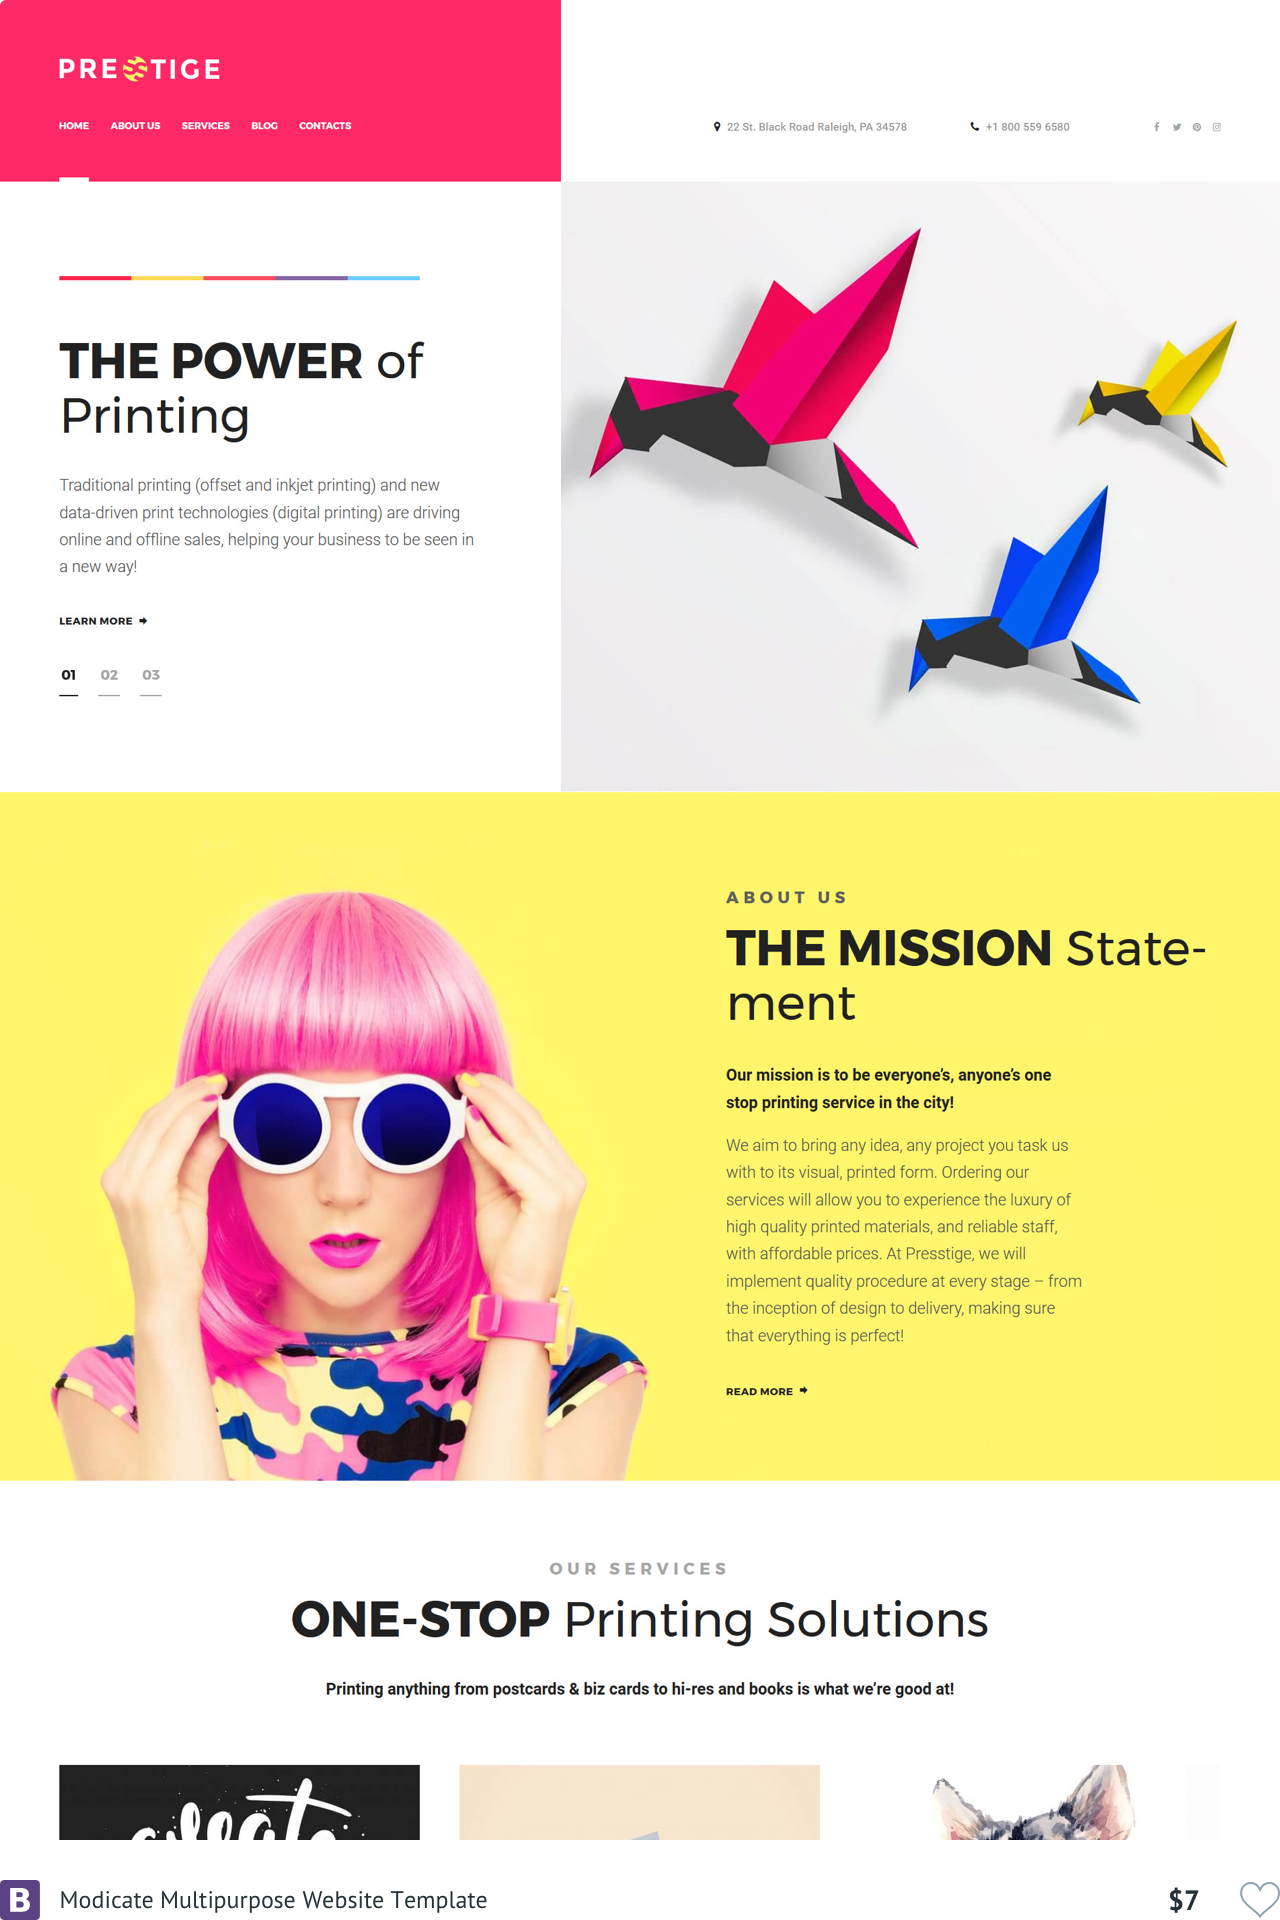 PRESTIGE
HOME ABOUT US SERVICES BLOG CONTACTS
22 St. Black Road Raleigh, PA 34578 +1 800 559 6580
THE POWER of
Printing
Traditional printing (offset and inkjet printing) and new
data-driven print technologies (digital printing) are driving
online and offline sales, helping your business to be seen in
a new way!
LEARN MORE
01 02 03
ABOUT US
THE MISSION State-
ment
Our mission is to be everyone’s, anyone’s one
stop printing service in the city!
We aim to bring any idea, any project you task us
with to its visual, printed form. Ordering our
services will allow you to experience the luxury of
high quality printed materials, and reliable staff,
with affordable prices. At Presstige, we will
implement quality procedure at every stage – from
the inception of design to delivery, making sure
that everything is perfect!
READ MORE
OUR SERVICES
ONE-STOP Printing Solutions
Printing anything from postcards & biz cards to hi-res and books is what we’re good at!
create
B Modicate Multipurpose Website Template $7